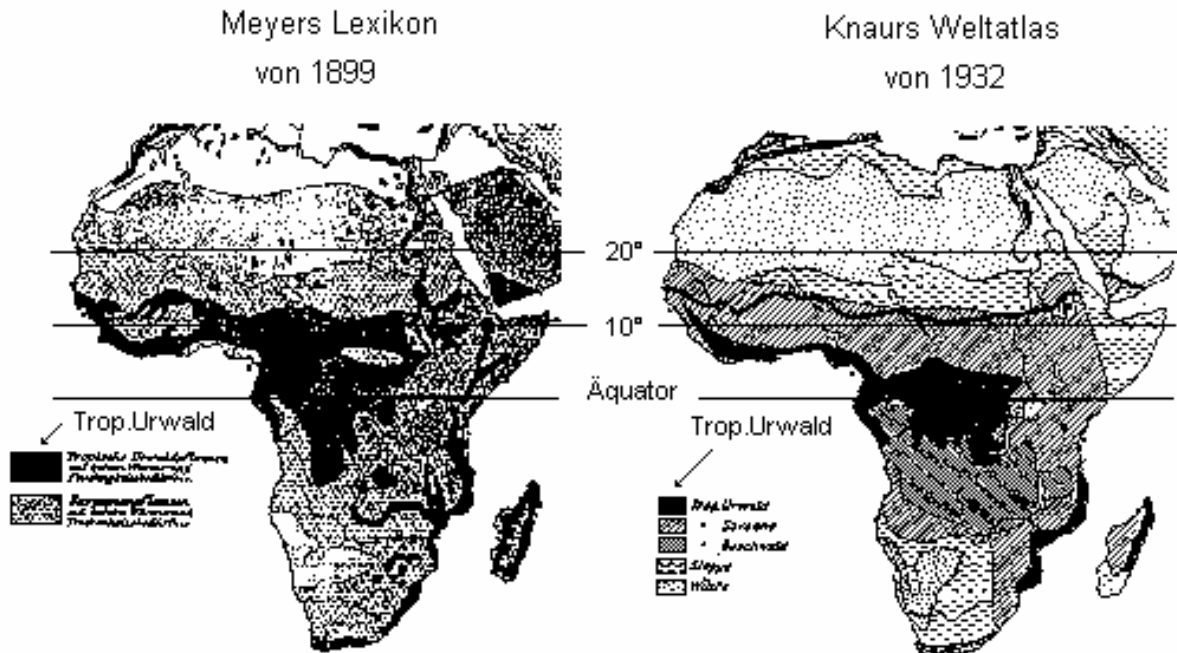 Meyers Lexikon
von 1899
Knaurs Weltatlas
von 1932
20°
10°
Äquator
Trop.Urwald
Tropische
Trop.Urwald
Trop. Urwald
" Savanne
" Buschwald
Steppe
Wüste